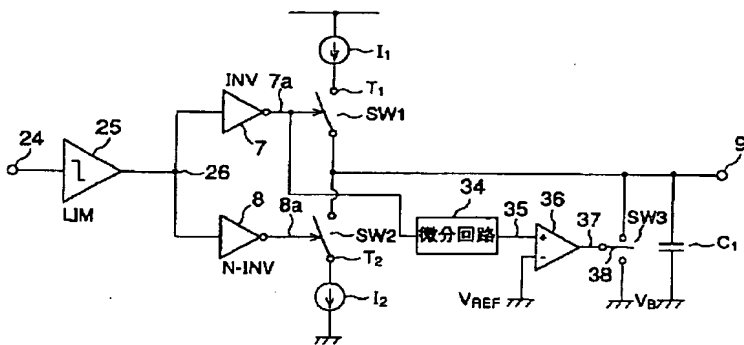 I1
INV
7a
T1
SW1
24
25
7
9
26
LIM
8
8a
34
36
35
37
SW3
微分回路
SW2
+
-
38
C1
N-INV
T2
VREF
VB
I2